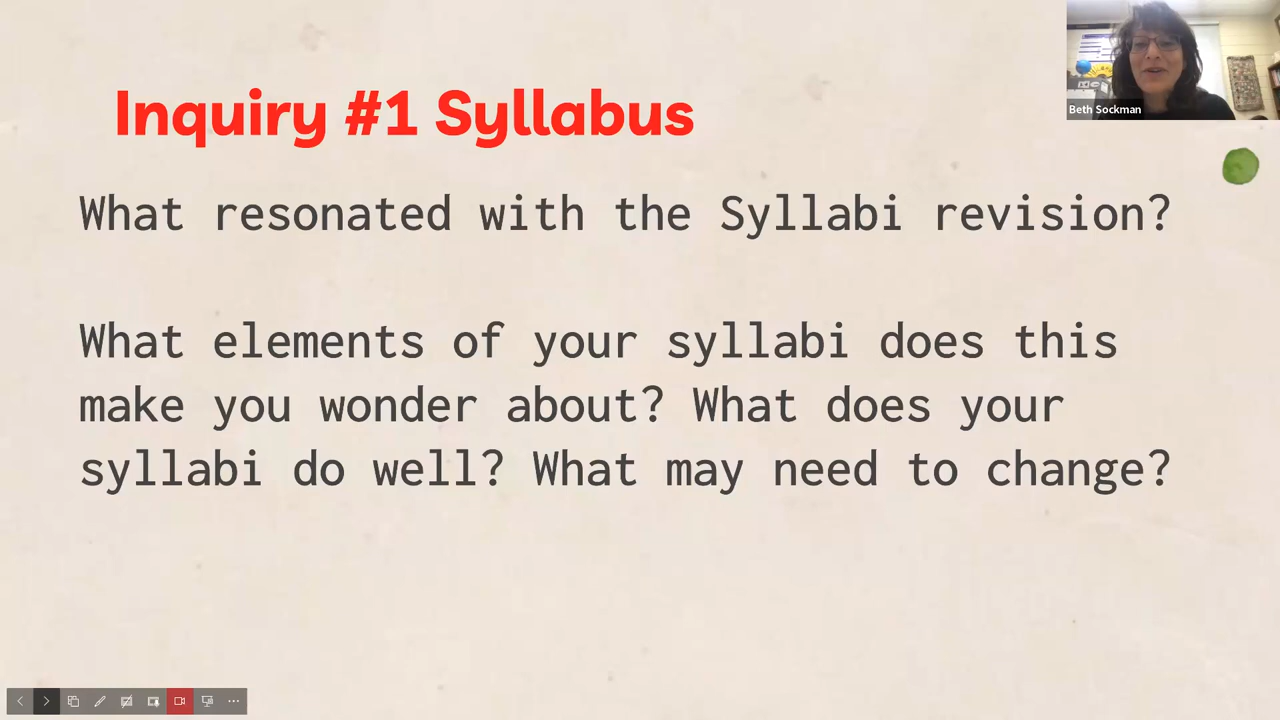 Inquiry #1 Syllabus
Beth Sockman
What resonated with the Syllabi revision?
What elements of your syllabi does this
make you wonder about? What does your
syllabi do well? What may need to change?